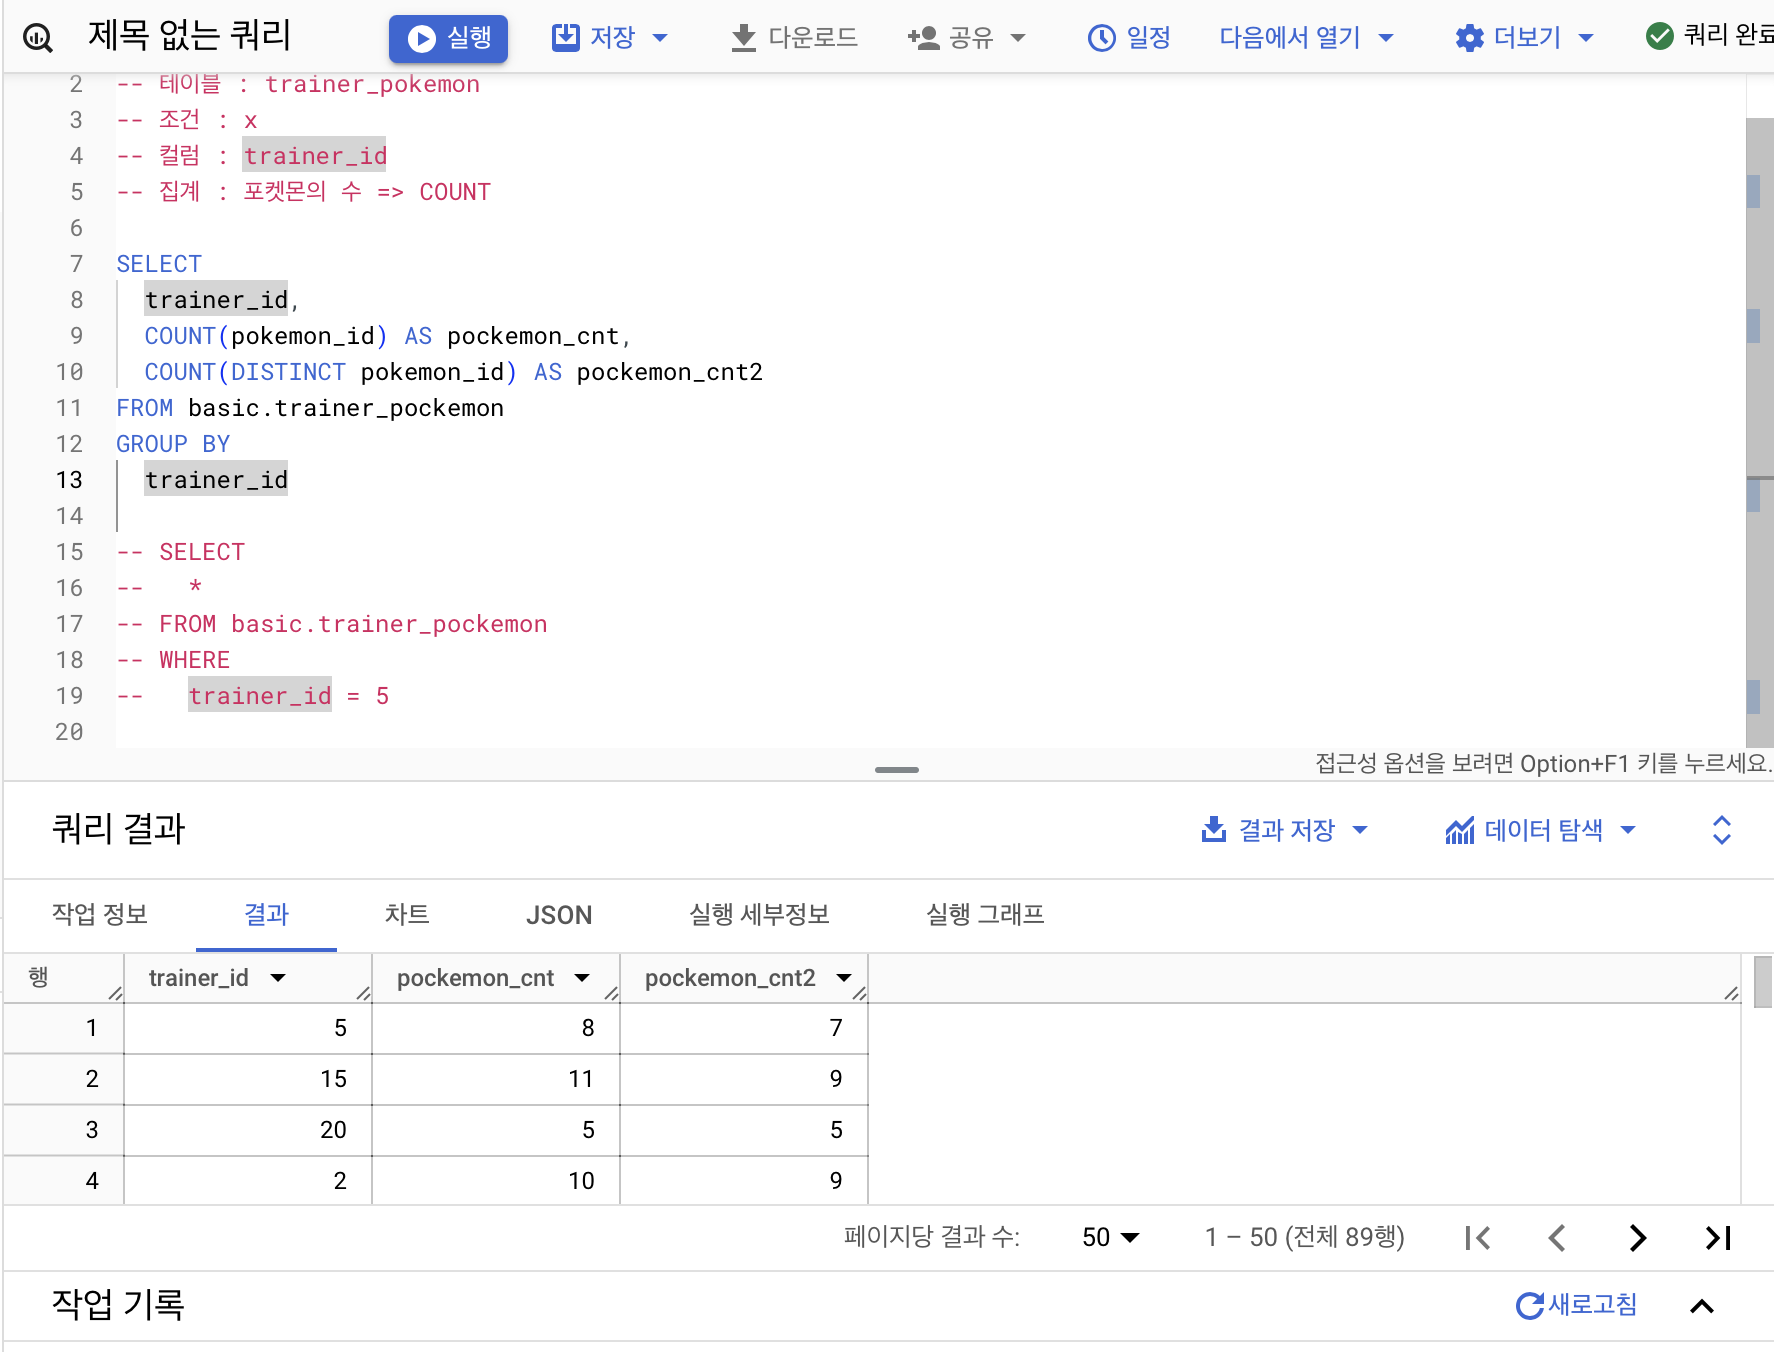 제목 없는 쿼리 실행 저장 다운로드 공유 일정 다음에서 열기 더보기 쿼리 완료
2 -- 테이블 : trainer_pokemon
3 -- 조건 : x
4 -- 컬럼 : trainer_id
5 -- 집계 : 포켓몬의 수 => COUNT
6
7 SELECT
8 trainer_id,
9 COUNT(pokemon_id) AS pockemon_cnt,
10 COUNT(DISTINCT pokemon_id) AS pockemon_cnt2
11 FROM basic.trainer_pockemon
12 GROUP BY
13 trainer_id
14
15 -- SELECT
16 -- *
17 -- FROM basic.trainer_pockemon
18 -- WHERE
19 -- trainer_id = 5
20
접근성 옵션을 보려면 Option+F1 키를 누르세요.
쿼리 결과 결과 저장 데이터 탐색
작업 정보 결과 차트 JSON 실행 세부정보 실행 그래프
행 trainer_id pockemon_cnt pockemon_cnt2
1 5 8 7
2 15 11 9
3 20 5 5
4 2 10 9
페이지당 결과 수: 50 1 – 50 (전체 89행)
작업 기록 새로고침